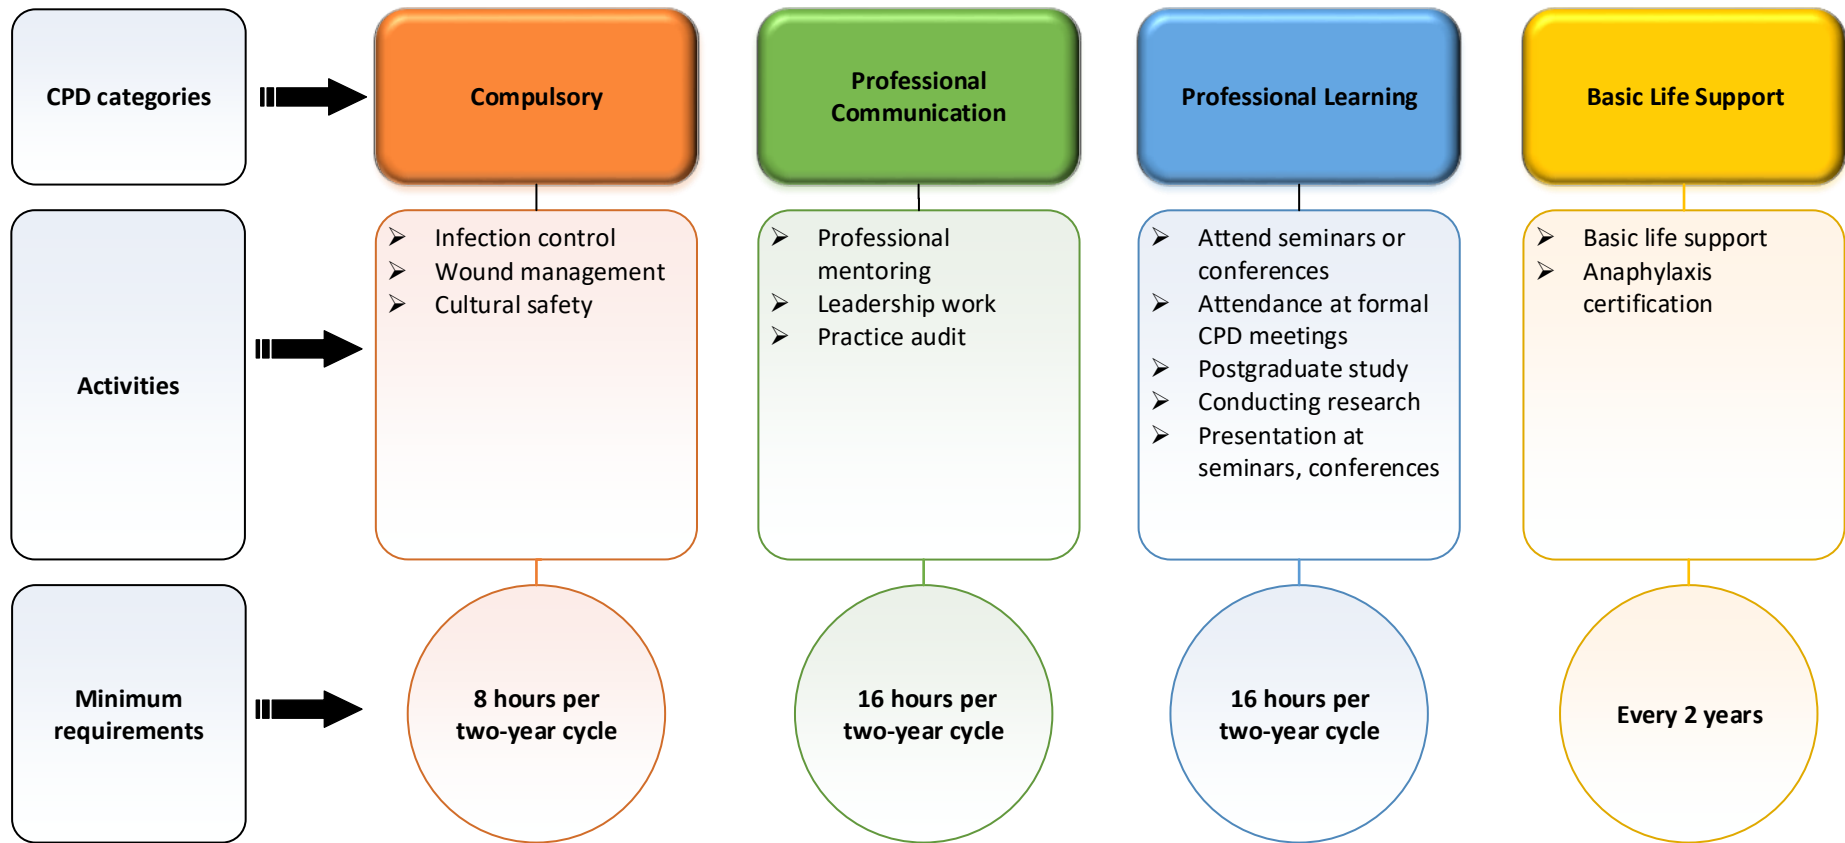 CPD categories
Compulsory
Professional
Communication
Professional Learning
Basic Life Support
Activities
➢ Infection control
➢ Wound management
➢ Cultural safety
➢ Professional
mentoring
➢ Leadership work
➢ Practice audit
➢ Attend seminars or
conferences
➢ Attendance at formal
CPD meetings
➢ Postgraduate study
➢ Conducting research
➢ Presentation at
seminars, conferences
➢ Basic life support
➢ Anaphylaxis
certification
Minimum
requirements
8 hours per
two-year cycle
16 hours per
two-year cycle
16 hours per
two-year cycle
Every 2 years